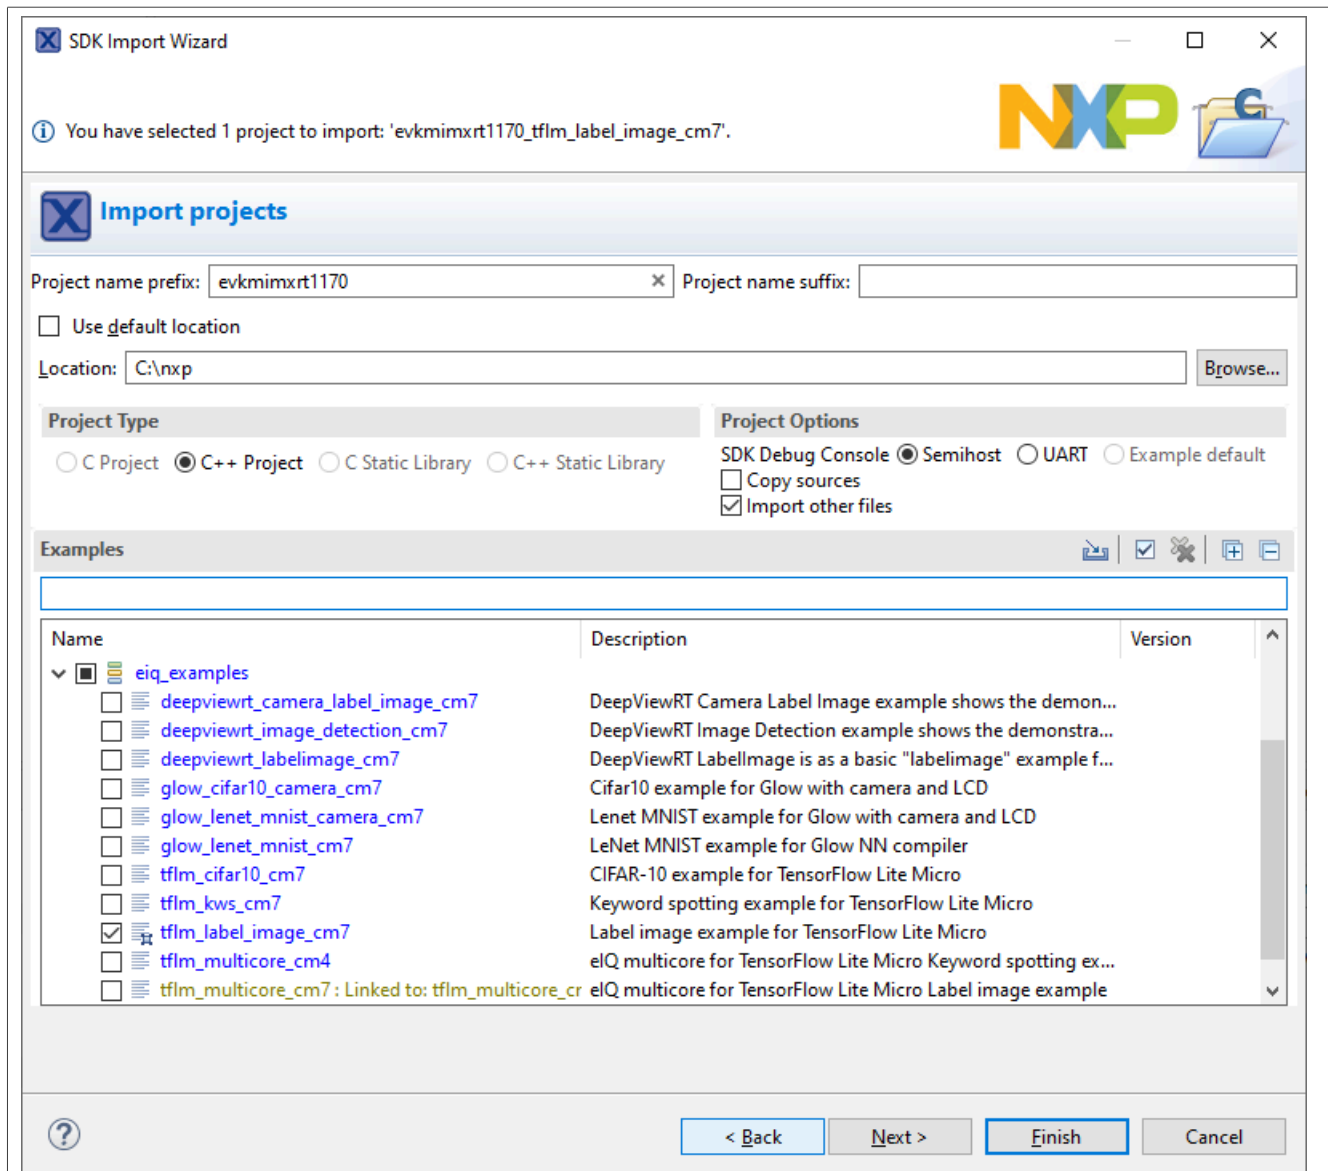 SDK Import Wizard
You have selected 1 project to import: 'evkmimxrt1170_tflm_label_image_cm7'.
NXP
Import projects
Project name prefix: evkmimxrt1170 Project name suffix:
Use default location
Location: C:\nxp Browse...
Project Type Project Options
C Project C++ Project C Static Library C++ Static Library
SDK Debug Console Semihost UART Example default
Copy sources
Import other files
Examples
Name Description Version
eiq_examples
deepviewrt_camera_label_image_cm7 DeepViewRT Camera Label Image example shows the demon...
deepviewrt_image_detection_cm7 DeepViewRT Image Detection example shows the demonstra...
deepviewrt_labelimage_cm7 DeepViewRT LabelImage is as a basic "labelimage" example f...
glow_cifar10_camera_cm7 Cifar10 example for Glow with camera and LCD
glow_lenet_mnist_camera_cm7 Lenet MNIST example for Glow with camera and LCD
glow_lenet_mnist_cm7 LeNet MNIST example for Glow NN compiler
tflm_cifar10_cm7 CIFAR-10 example for TensorFlow Lite Micro
tflm_kws_cm7 Keyword spotting example for TensorFlow Lite Micro
tflm_label_image_cm7 Label image example for TensorFlow Lite Micro
tflm_multicore_cm4 eIQ multicore for TensorFlow Lite Micro Keyword spotting ex...
tflm_multicore_cm7 : Linked to: tflm_multicore_cr eIQ multicore for TensorFlow Lite Micro Label image example
< Back Next > Finish Cancel